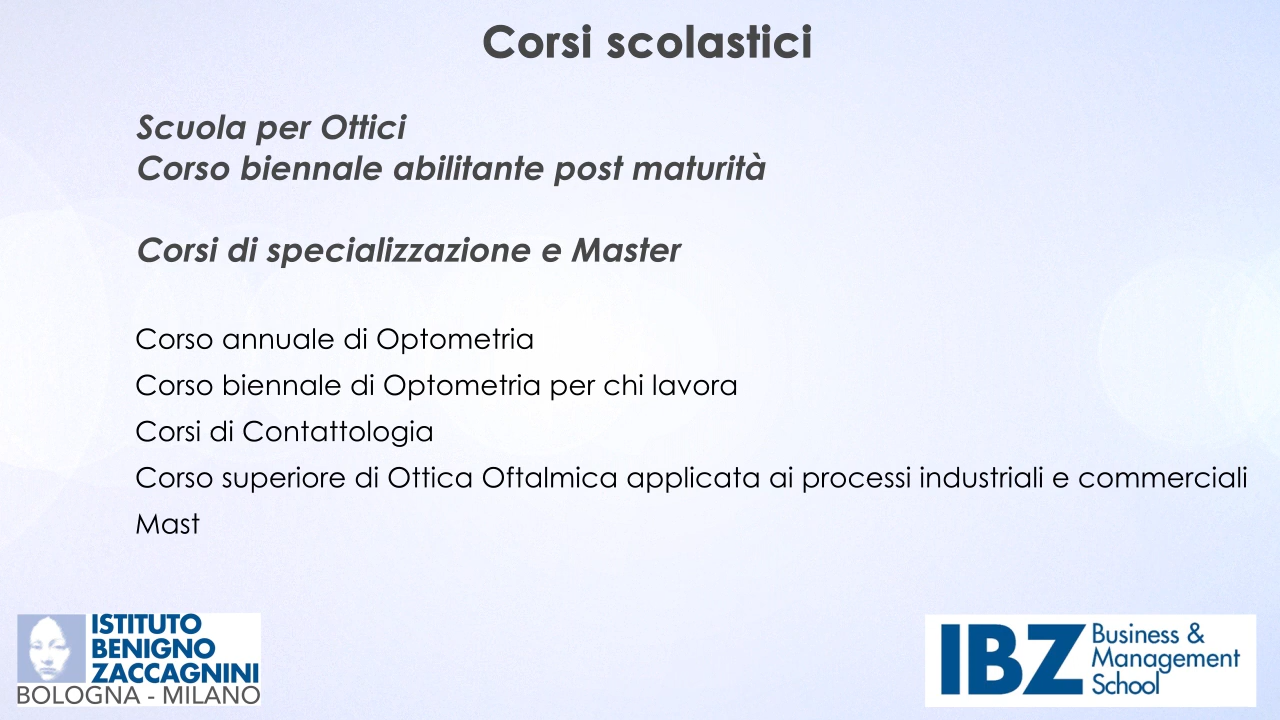 Corsi scolastici
Scuola per Ottici
Corso biennale abilitante post maturità
Corsi di specializzazione e Master
Corso annuale di Optometria
Corso biennale di Optometria per chi lavora
Corsi di Contattologia
Corso superiore di Ottica Oftalmica applicata ai processi industriali e commerciali
Mast
ISTITUTO
BENIGNO
ZACCAGNINI
BOLOGNA - MILANO
IBZ
Business &
Management
School